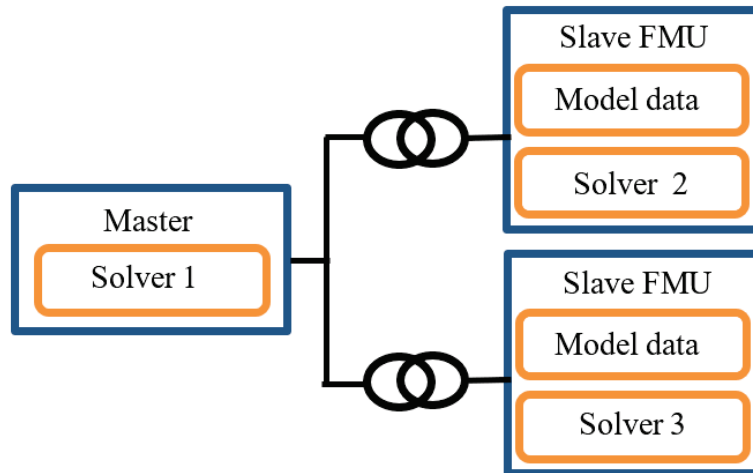 Master
Solver 1
Slave FMU
Model data
Solver 2
Slave FMU
Model data
Solver 3